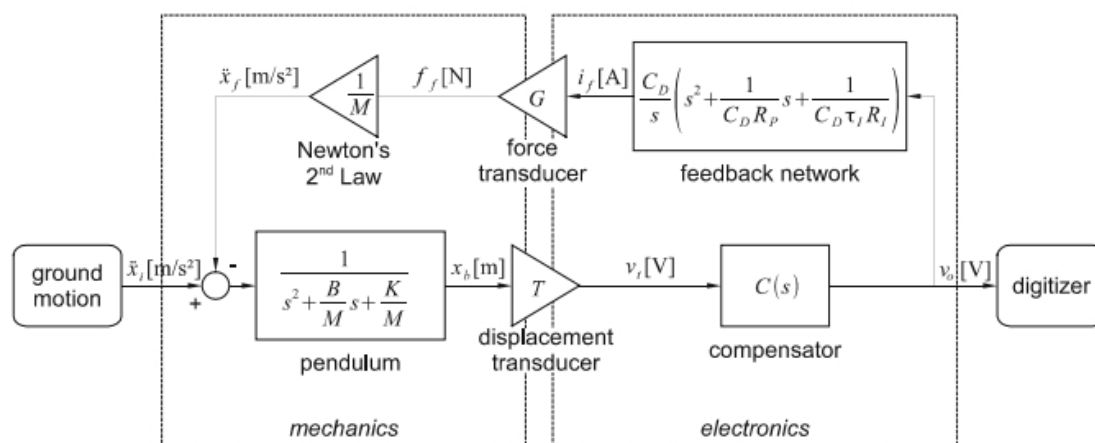 ẍ_f [m/s²]
f_f [N]
i_f [A]
1
M
G
C_D/s (s² + 1/(C_D R_P) s + 1/(C_D τ_I R_I))
Newton's
2nd Law
force
transducer
feedback network
ground
motion
ẍ_i [m/s²]
-
+
1/(s² + B/M s + K/M)
x_b [m]
T
v_t [V]
C(s)
v_o [V]
digitizer
pendulum
displacement
transducer
compensator
mechanics
electronics